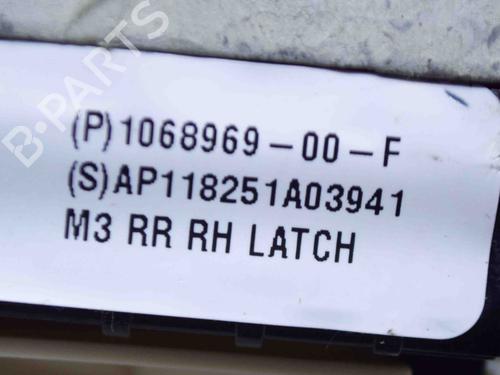 B-PARTS
(P)1068969-00-F
(S)AP118251A03941
M3 RR RH LATCH